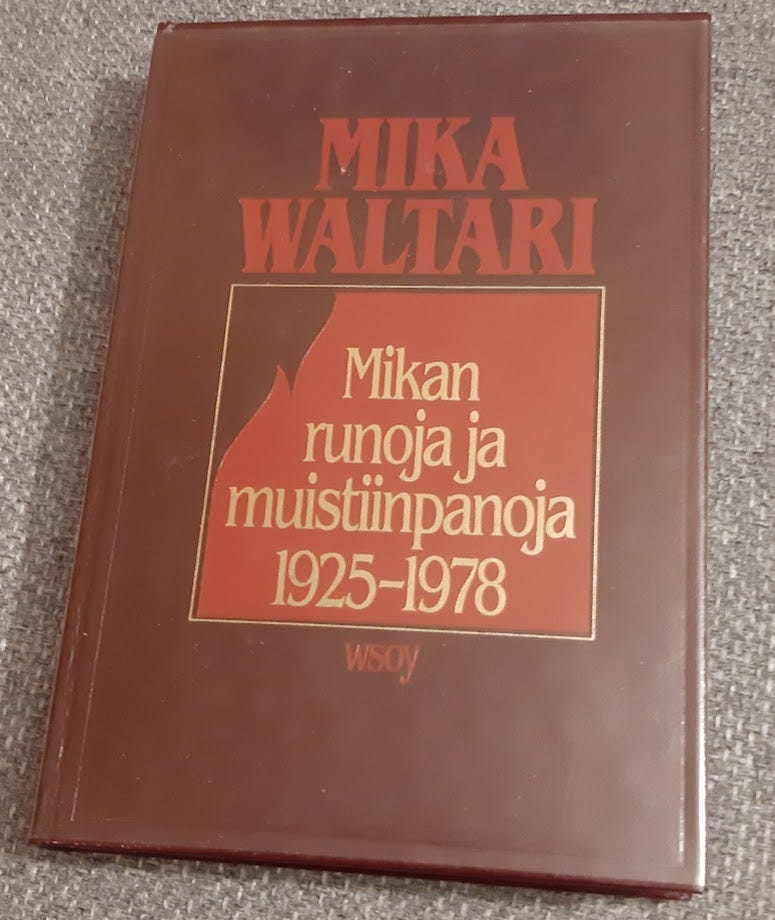 MIKA
WALTARI
Mikan
runoja ja
muistiinpanoja
1925–1978
wsoy